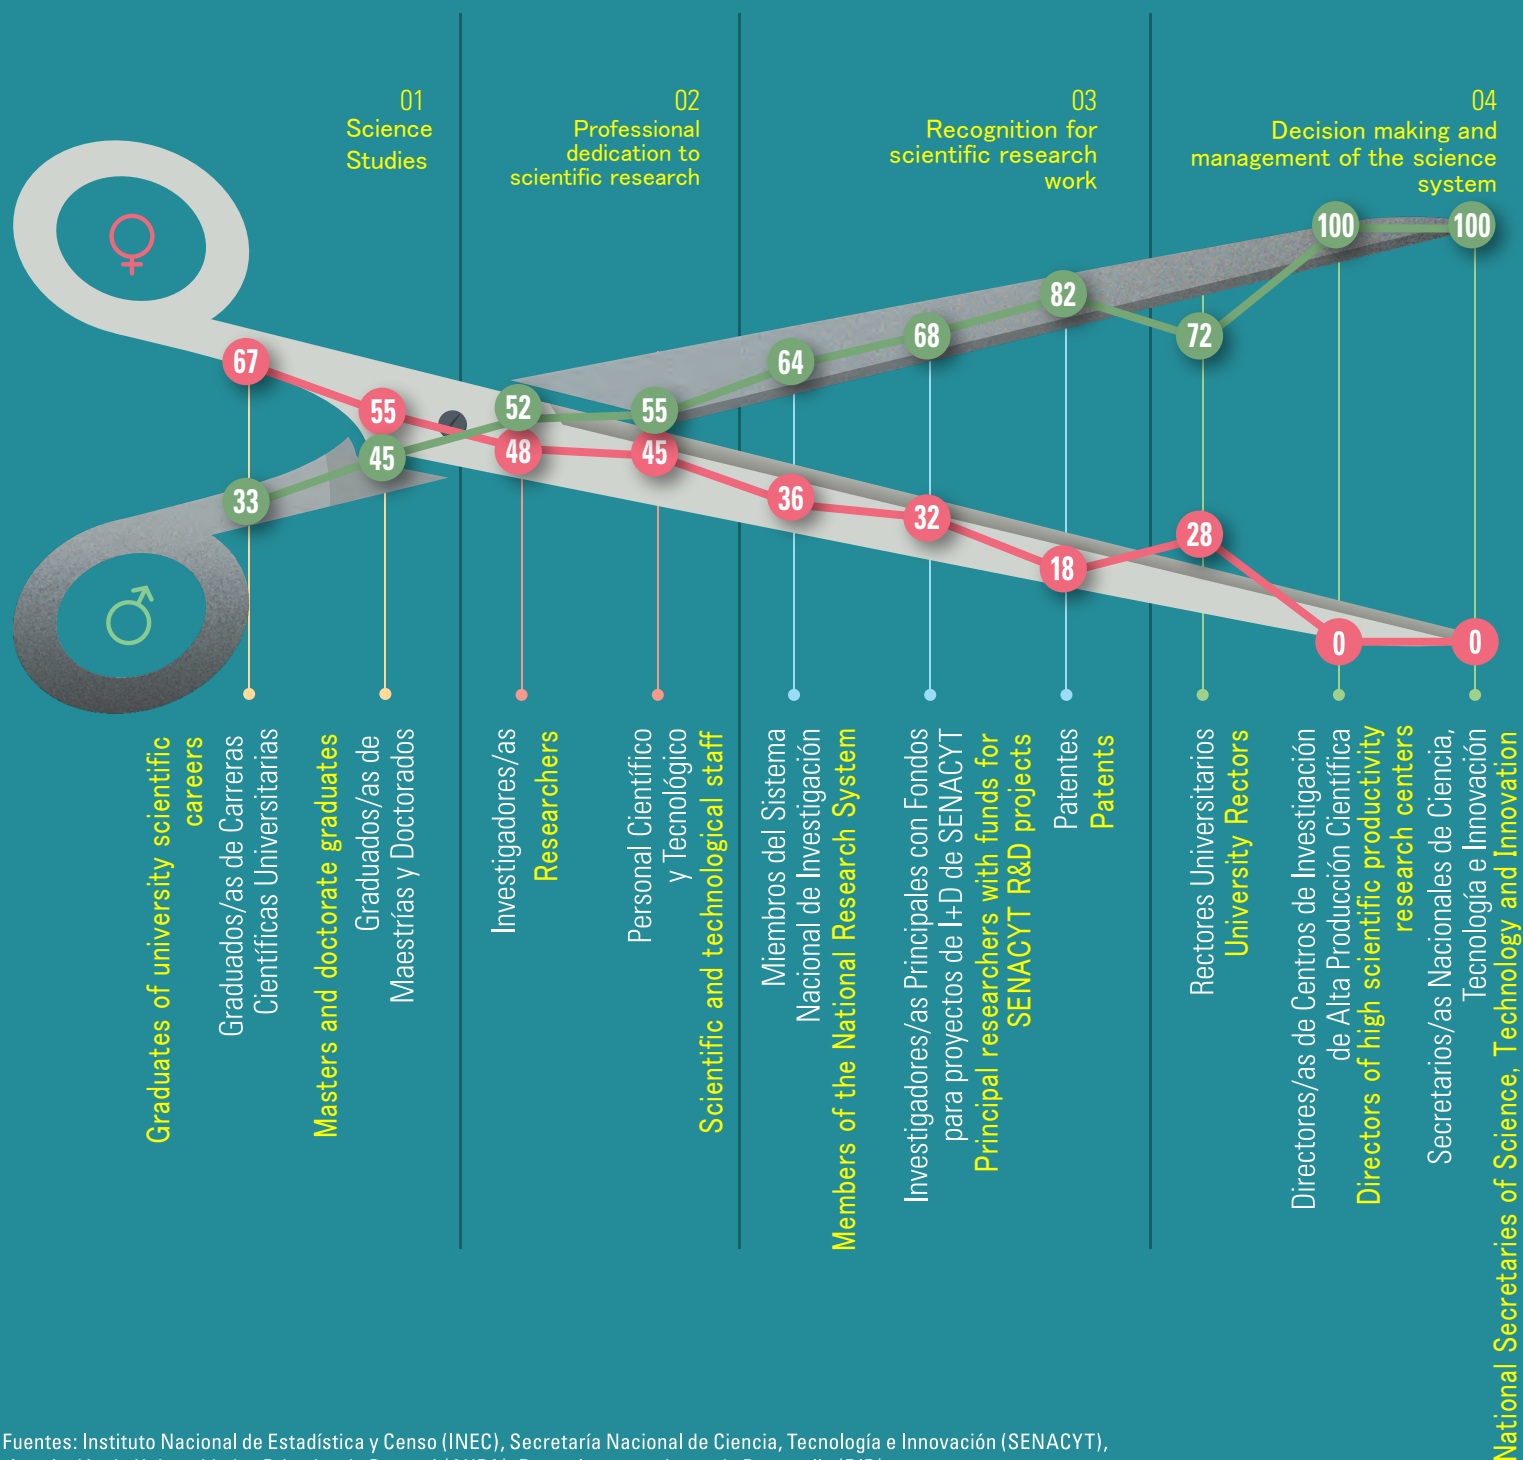 01
Science
Studies
02
Professional
dedication to
scientific research
03
Recognition for
scientific research
work
04
Decision making and
management of the science
system
67
55
48
45
36
32
18
28
0
0
33
45
52
55
64
68
82
72
100
100
Graduates of university scientific
careers
Graduados/as de Carreras
Científicas Universitarias
Masters and doctorate graduates
Graduados/as de
Maestrías y Doctorados
Investigadores/as
Researchers
Personal Científico
y Tecnológico
Scientific and technological staff
Miembros del Sistema
Nacional de Investigación
Members of the National Research System
Investigadores/as Principales con Fondos
para proyectos de I+D de SENACYT
Principal researchers with funds for
SENACYT R&D projects
Patentes
Patents
Rectores Universitarios
University Rectors
Directores/as de Centros de Investigación
de Alta Producción Científica
Directors of high scientific productivity
research centers
Secretarios/as Nacionales de Ciencia,
Tecnología e Innovación
National Secretaries of Science, Technology and Innovation
Fuentes: Instituto Nacional de Estadística y Censo (INEC), Secretaría Nacional de Ciencia, Tecnología e Innovación (SENACYT),